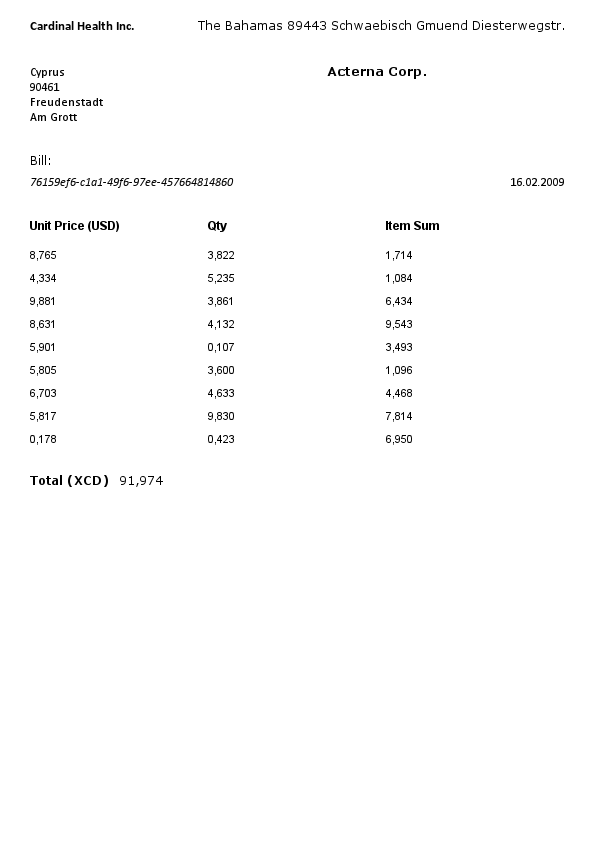 Cardinal Health Inc. The Bahamas 89443 Schwaebisch Gmuend Diesterwegstr.
Cyprus Acterna Corp.
90461
Freudenstadt
Am Grott
Bill:
76159ef6-c1a1-49f6-97ee-457664814860 16.02.2009
Unit Price (USD) Qty Item Sum
8,765 3,822 1,714
4,334 5,235 1,084
9,881 3,861 6,434
8,631 4,132 9,543
5,901 0,107 3,493
5,805 3,600 1,096
6,703 4,633 4,468
5,817 9,830 7,814
0,178 0,423 6,950
Total (XCD) 91,974